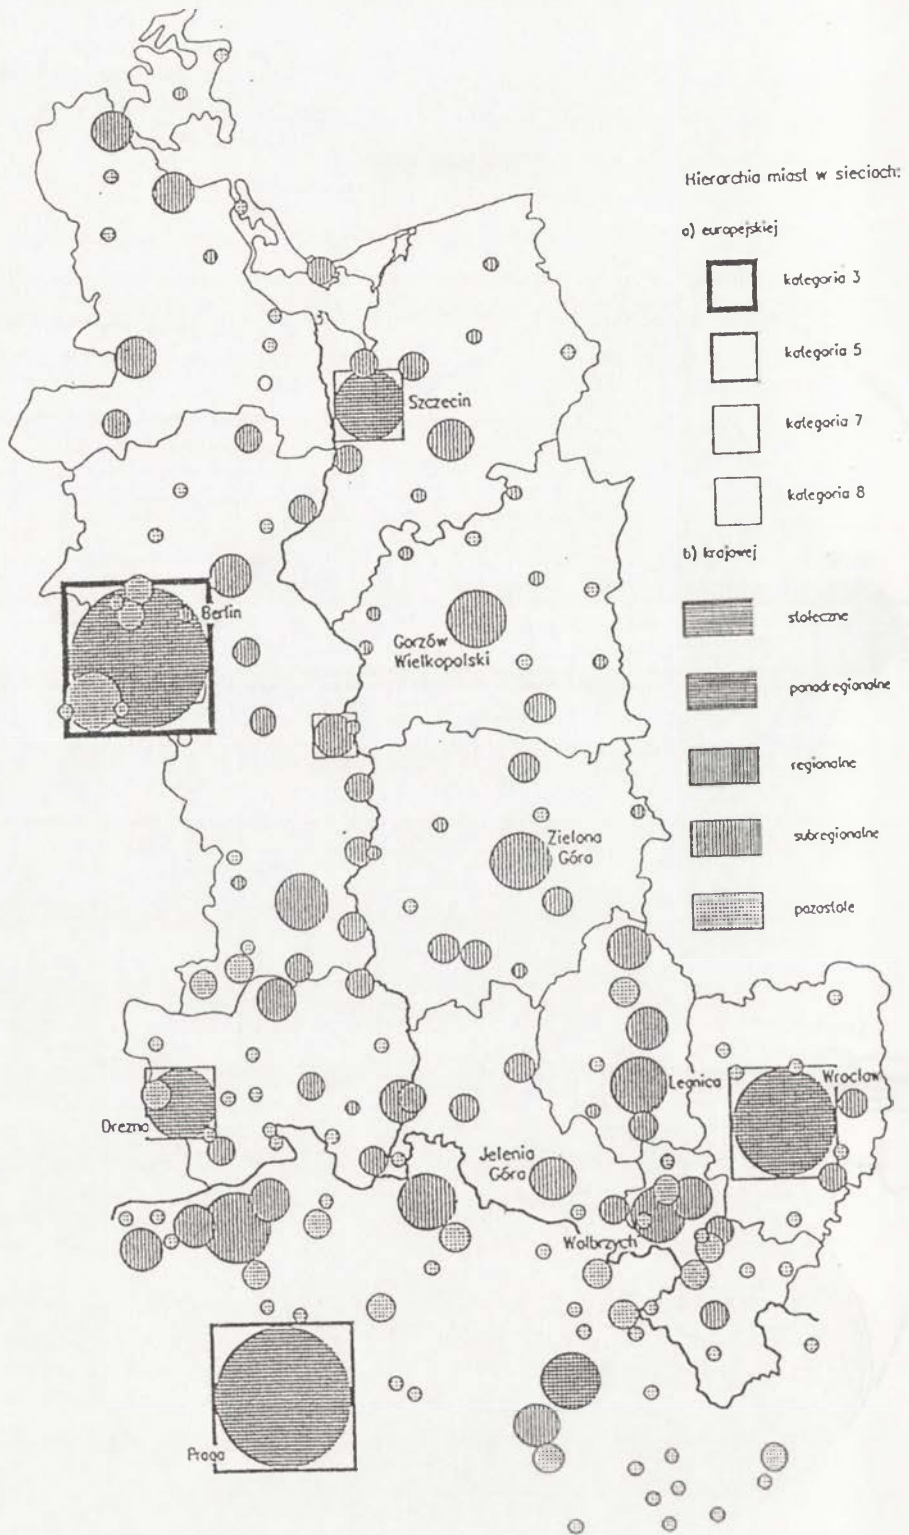 Hierarchia miast w sieciach:
a) europejskiej
kategoria 3
kategoria 5
kategoria 7
kategoria 8
b) krajowej
stołeczne
ponadregionalne
regionalne
subregionalne
pozostałe
Szczecin
Berlin
Gorzów
Wielkopolski
Zielona
Góra
Legnica
Wrocław
Drezno
Jelenia
Góra
Wałbrzych
Praga